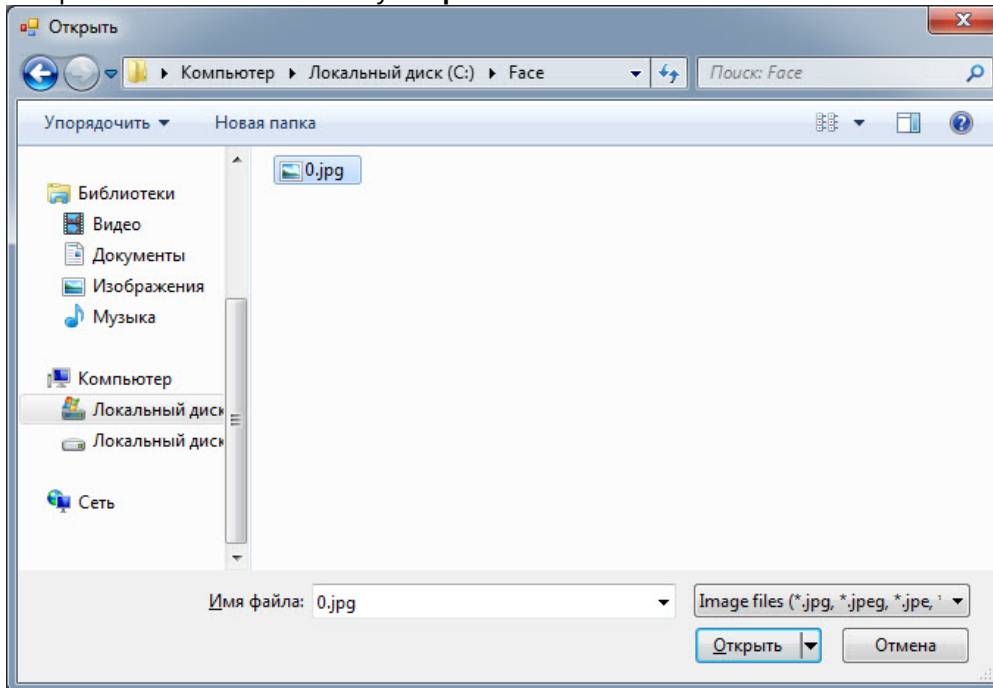 Открыть
Компьютер Локальный диск (C:) Face
Поиск: Face
Упорядочить Новая папка
0.jpg
Библиотеки
Видео
Документы
Изображения
Музыка
Компьютер
Локальный диск
Локальный диск
Сеть
Имя файла: 0.jpg
Image files (*.jpg, *.jpeg, *.jpe,
Открыть Отмена